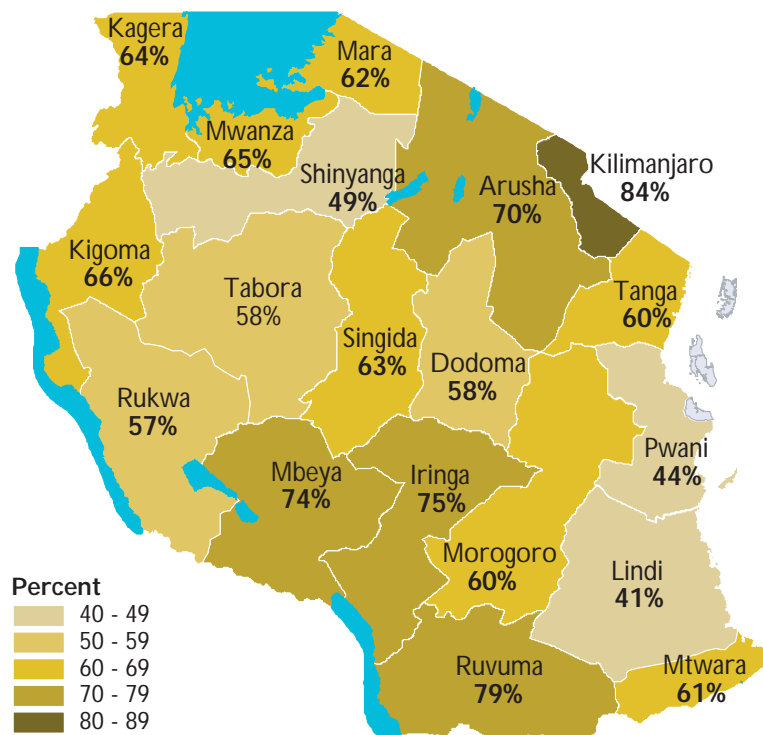 Kagera
64%
Mara
62%
Mwanza
65%
Shinyanga
49%
Arusha
70%
Kilimanjaro
84%
Kigoma
66%
Tabora
58%
Singida
63%
Dodoma
58%
Tanga
60%
Rukwa
57%
Mbeya
74%
Iringa
75%
Pwani
44%
Morogoro
60%
Lindi
41%
Ruvuma
79%
Mtwara
61%
Percent
40 - 49
50 - 59
60 - 69
70 - 79
80 - 89